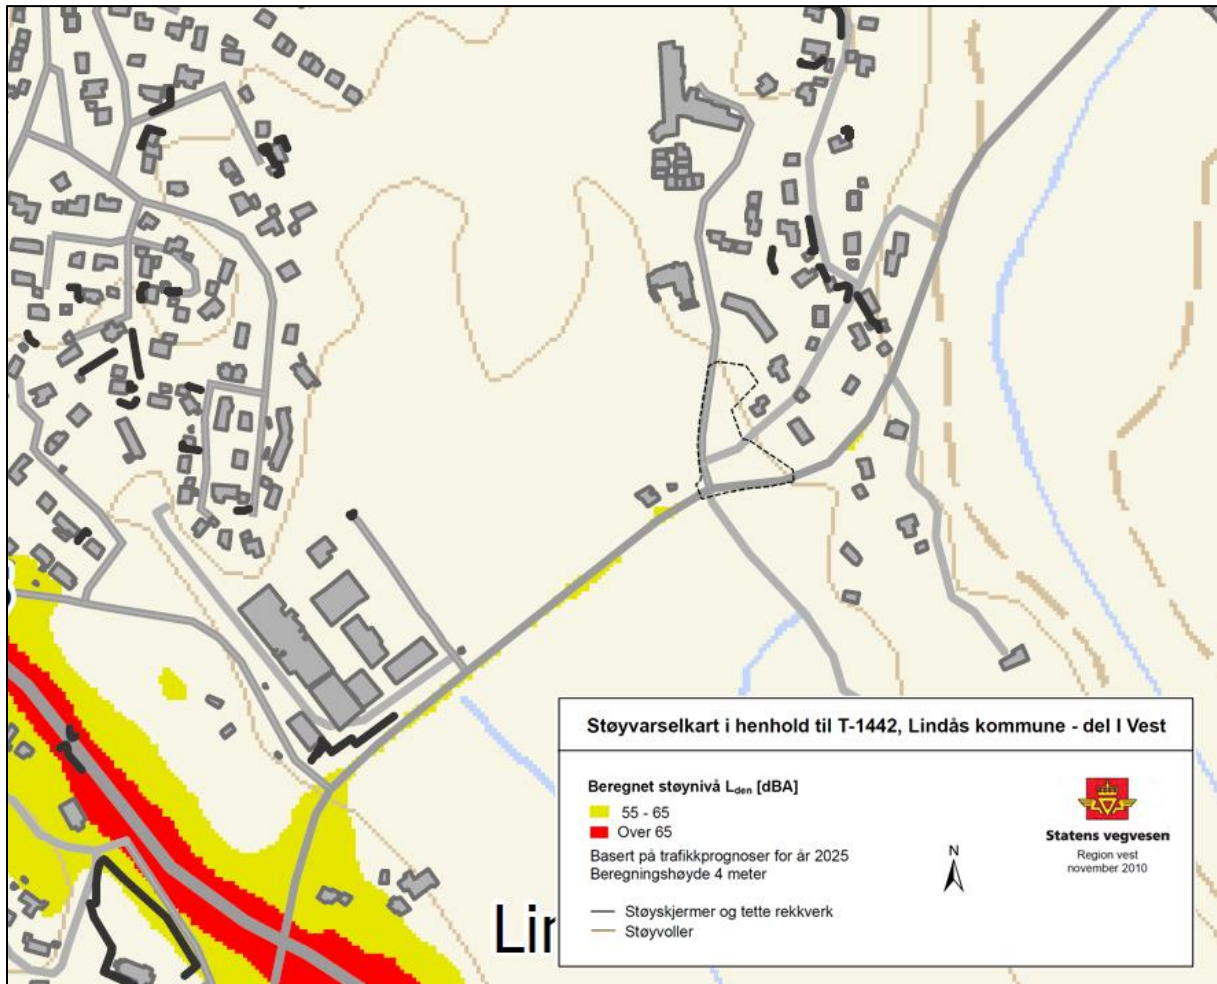 Støyvarselkart i henhold til T-1442, Lindås kommune - del I Vest
Beregnet støynivå Lden [dBA]
55 - 65
Over 65
Basert på trafikkprognoser for år 2025
Beregningshøyde 4 meter
Støyskjermer og tette rekkverk
Støyvoller
N
Statens vegvesen
Region vest
november 2010
Lin